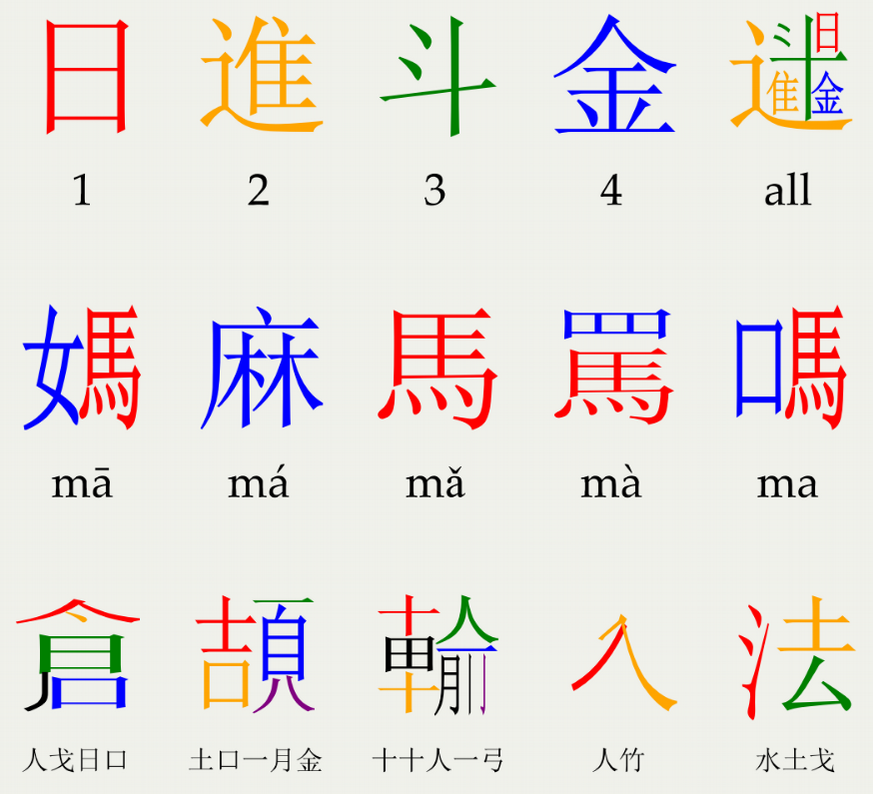 日 進 斗 金
1 2 3 4 all
媽 麻 馬 罵 嗎
mā má mǎ mà ma
倉 頡 輸 入 法
人戈日口 土口一月金 十十人一弓 人竹 水土戈